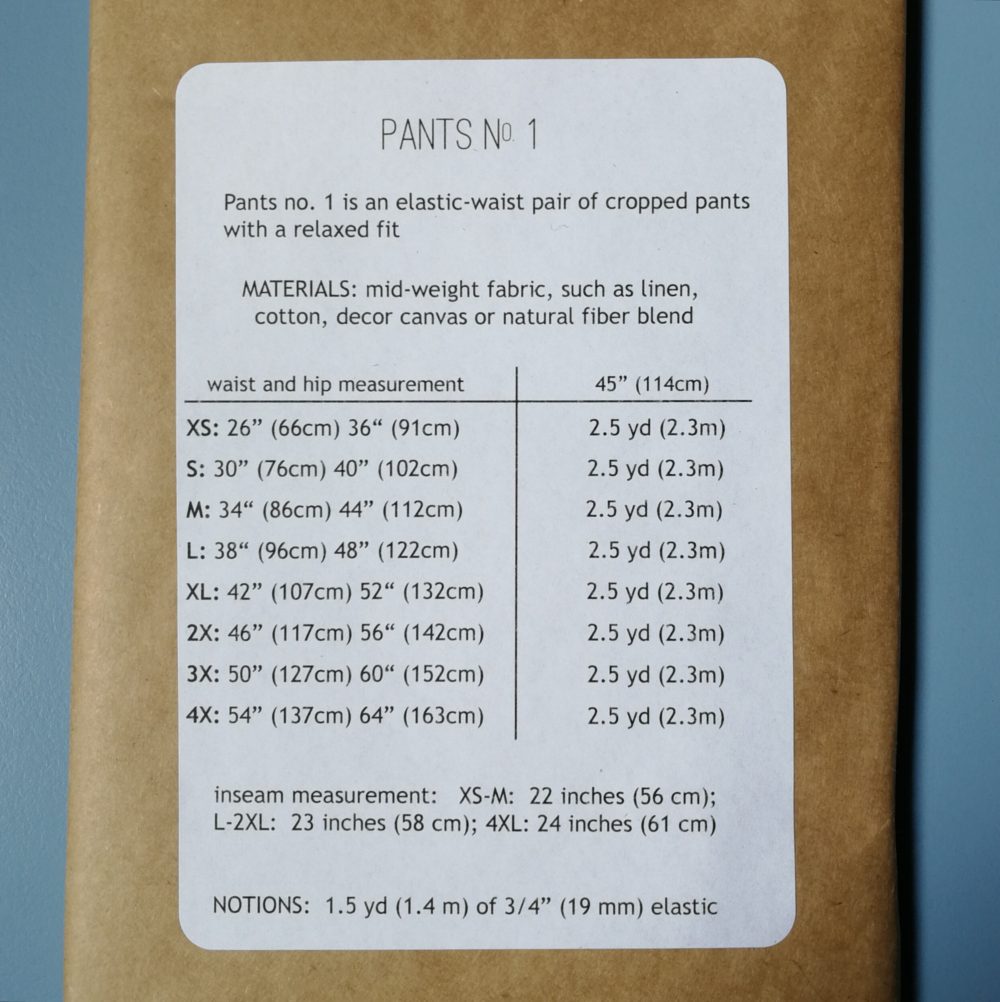 PANTS Nº 1
Pants no. 1 is an elastic-waist pair of cropped pants
with a relaxed fit
MATERIALS: mid-weight fabric, such as linen,
cotton, decor canvas or natural fiber blend
waist and hip measurement 45” (114cm)
XS: 26” (66cm) 36“ (91cm) 2.5 yd (2.3m)
S: 30” (76cm) 40” (102cm) 2.5 yd (2.3m)
M: 34“ (86cm) 44” (112cm) 2.5 yd (2.3m)
L: 38“ (96cm) 48” (122cm) 2.5 yd (2.3m)
XL: 42” (107cm) 52“ (132cm) 2.5 yd (2.3m)
2X: 46” (117cm) 56“ (142cm) 2.5 yd (2.3m)
3X: 50” (127cm) 60“ (152cm) 2.5 yd (2.3m)
4X: 54” (137cm) 64” (163cm) 2.5 yd (2.3m)
inseam measurement: XS-M: 22 inches (56 cm);
L-2XL: 23 inches (58 cm); 4XL: 24 inches (61 cm)
NOTIONS: 1.5 yd (1.4 m) of 3/4” (19 mm) elastic